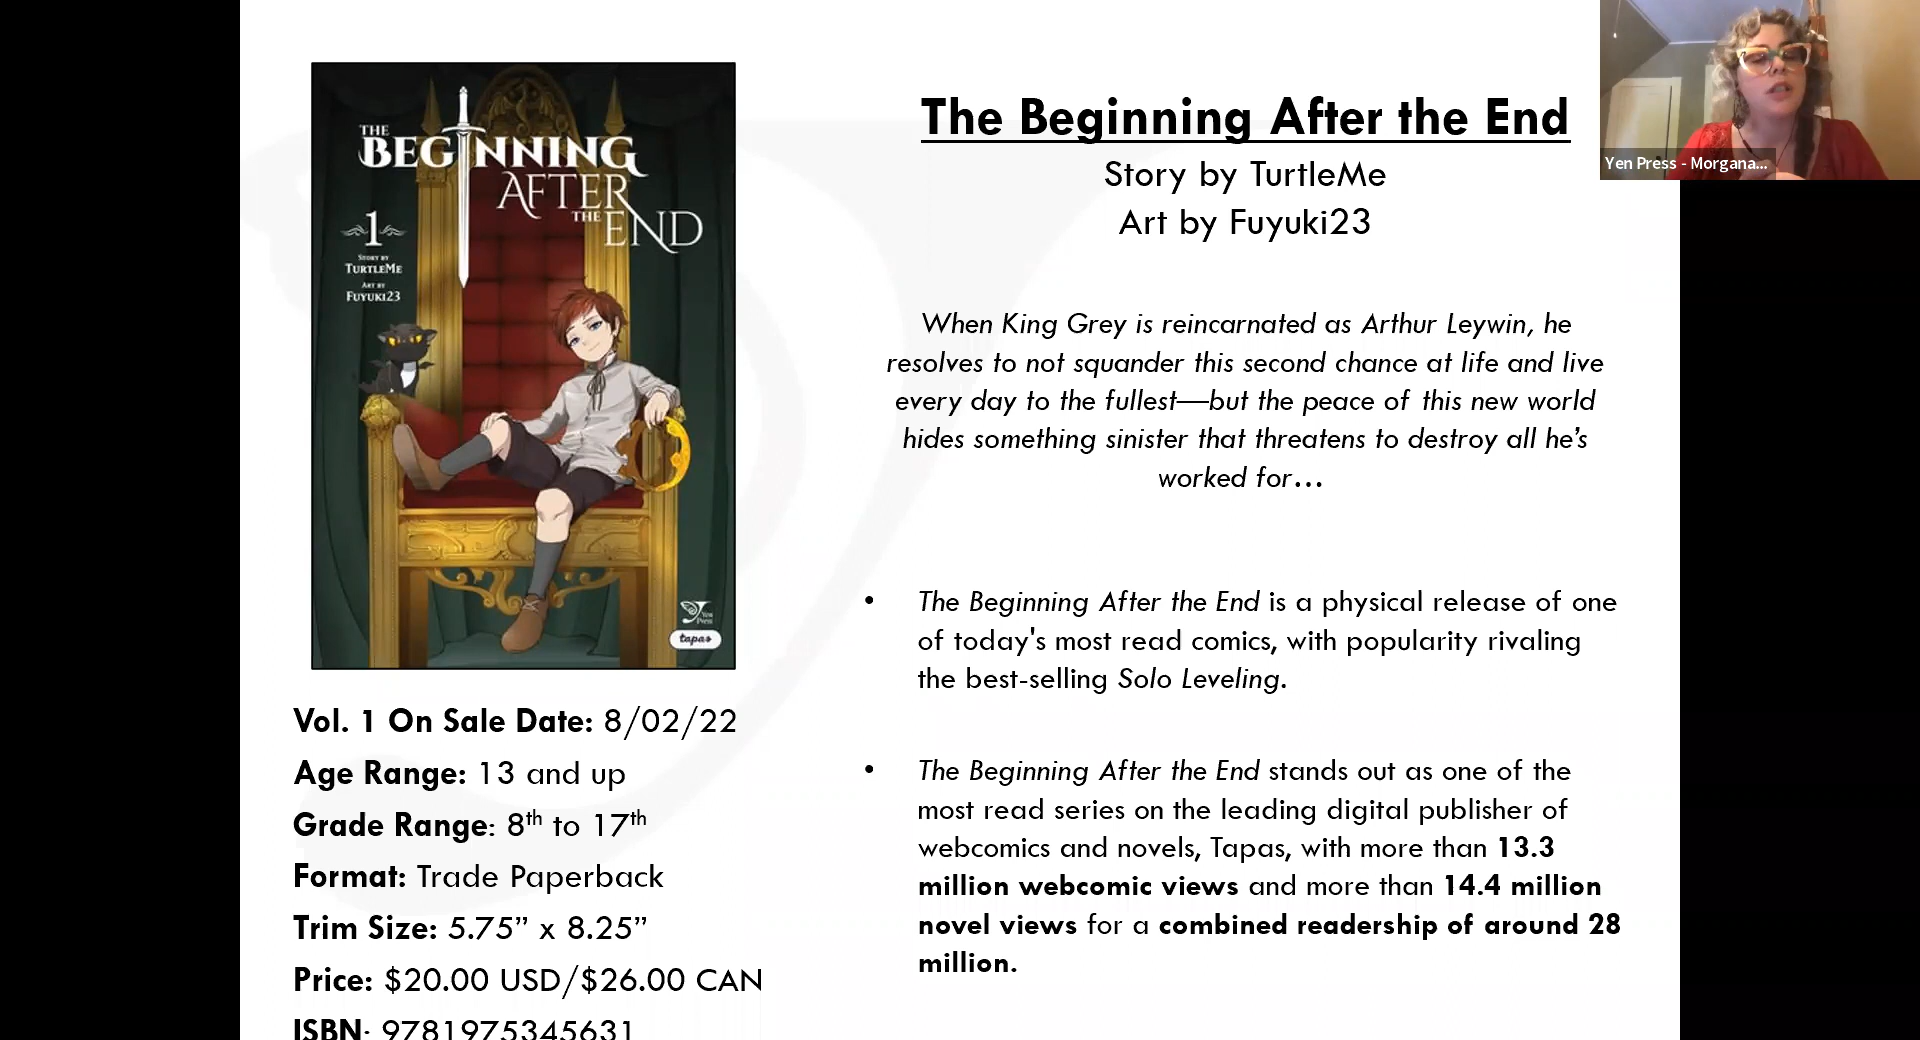 THE
BEGINNING
AFTER
THE END
1
STORY BY
TURTLEME
ART BY
FUYUKI23
Yen
Press
tapas
Vol. 1 On Sale Date: 8/02/22
Age Range: 13 and up
Grade Range: 8th to 17th
Format: Trade Paperback
Trim Size: 5.75” x 8.25”
Price: $20.00 USD/$26.00 CAN
ISBN: 9781975345631
The Beginning After the End
Story by TurtleMe
Art by Fuyuki23
When King Grey is reincarnated as Arthur Leywin, he
resolves to not squander this second chance at life and live
every day to the fullest—but the peace of this new world
hides something sinister that threatens to destroy all he’s
worked for…
• The Beginning After the End is a physical release of one
of today's most read comics, with popularity rivaling
the best-selling Solo Leveling.
• The Beginning After the End stands out as one of the
most read series on the leading digital publisher of
webcomics and novels, Tapas, with more than 13.3
million webcomic views and more than 14.4 million
novel views for a combined readership of around 28
million.
Yen Press - Morgana...